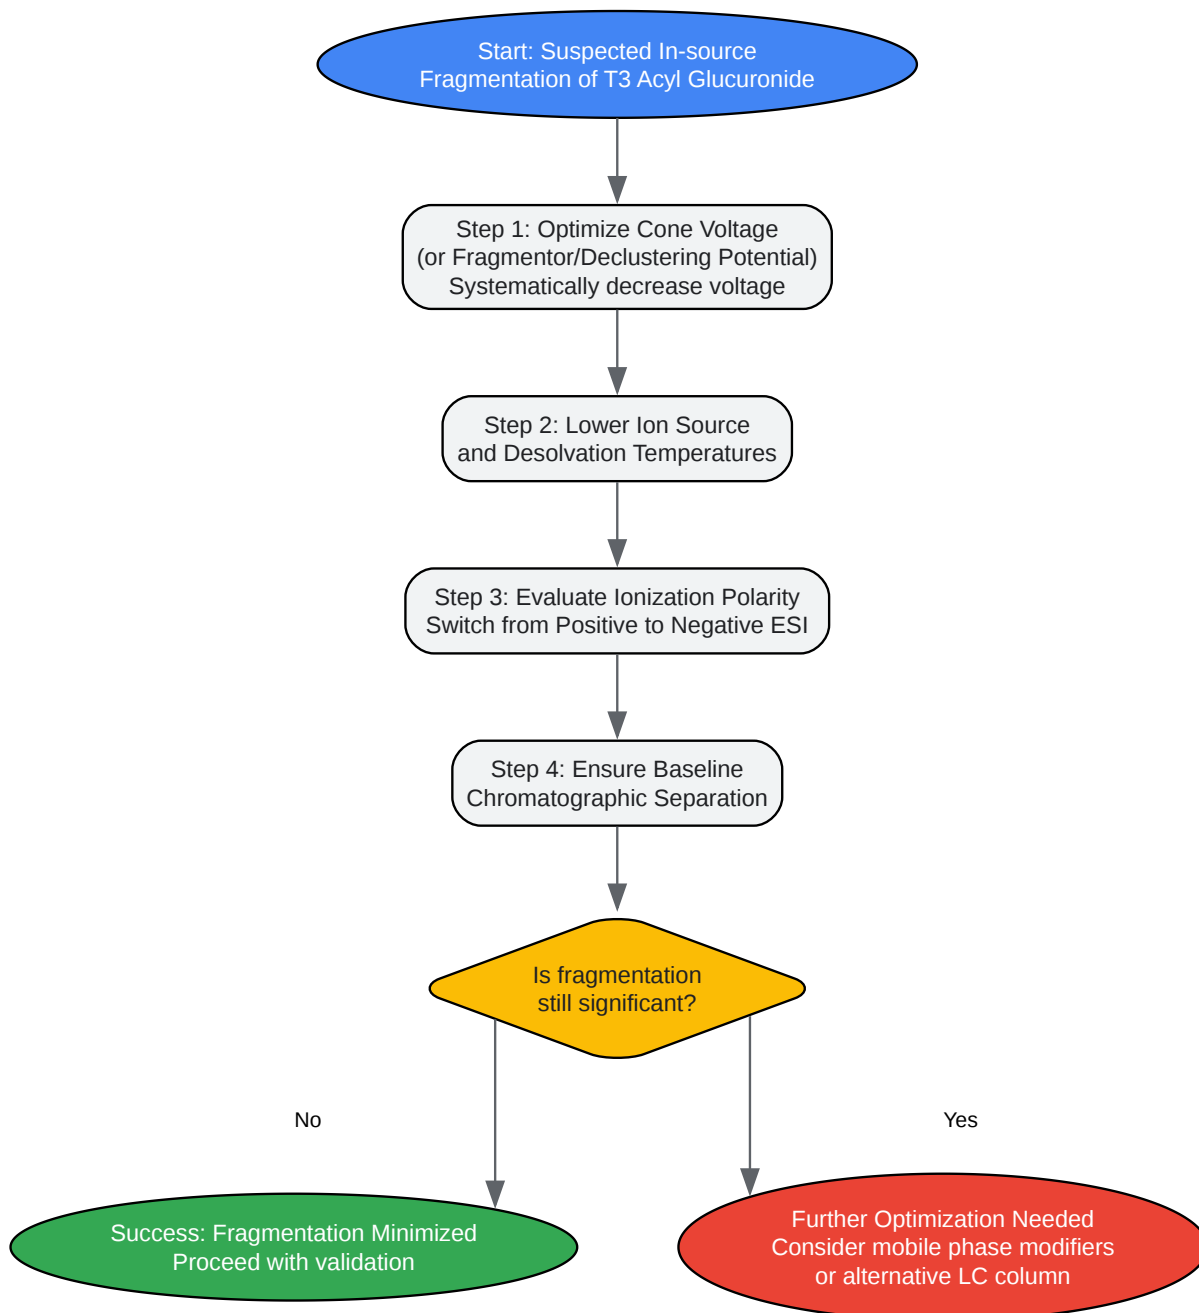 Start: Suspected In-source
Fragmentation of T3 Acyl Glucuronide
Step 1: Optimize Cone Voltage
(or Fragmentor/Declustering Potential)
Systematically decrease voltage
Step 2: Lower Ion Source
and Desolvation Temperatures
Step 3: Evaluate Ionization Polarity
Switch from Positive to Negative ESI
Step 4: Ensure Baseline
Chromatographic Separation
Is fragmentation
still significant?
No
Yes
Success: Fragmentation Minimized
Proceed with validation
Further Optimization Needed
Consider mobile phase modifiers
or alternative LC column